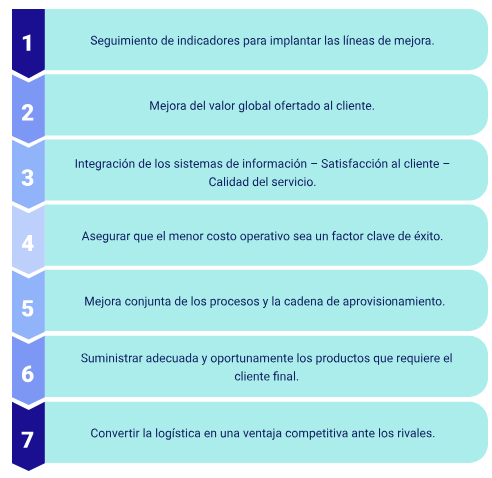 1
Seguimiento de indicadores para implantar las líneas de mejora.
2
Mejora del valor global ofertado al cliente.
3
Integración de los sistemas de información – Satisfacción al cliente –
Calidad del servicio.
4
Asegurar que el menor costo operativo sea un factor clave de éxito.
5
Mejora conjunta de los procesos y la cadena de aprovisionamiento.
6
Suministrar adecuada y oportunamente los productos que requiere el
cliente final.
7
Convertir la logística en una ventaja competitiva ante los rivales.